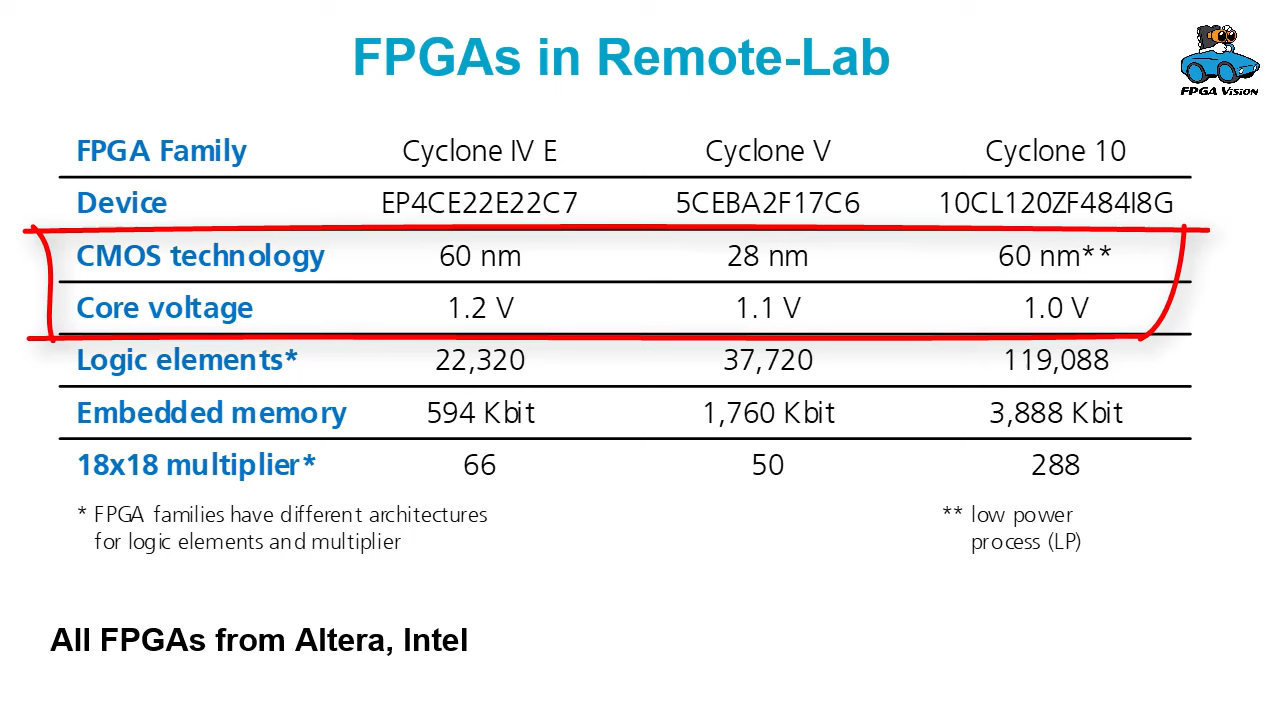 FPGAs in Remote-Lab
FPGA Vision
FPGA Family Cyclone IV E Cyclone V Cyclone 10
Device EP4CE22E22C7 5CEBA2F17C6 10CL120ZF484I8G
CMOS technology 60 nm 28 nm 60 nm**
Core voltage 1.2 V 1.1 V 1.0 V
Logic elements* 22,320 37,720 119,088
Embedded memory 594 Kbit 1,760 Kbit 3,888 Kbit
18x18 multiplier* 66 50 288
* FPGA families have different architectures
for logic elements and multiplier
** low power
process (LP)
All FPGAs from Altera, Intel